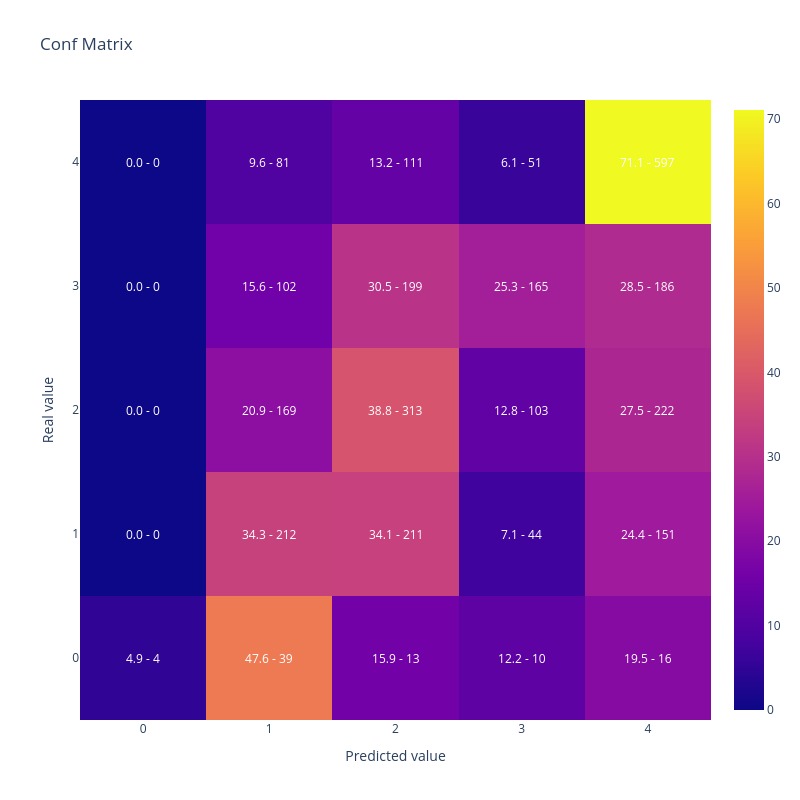 Conf Matrix
4 0.0 - 0 9.6 - 81 13.2 - 111 6.1 - 51 71.1 - 597
3 0.0 - 0 15.6 - 102 30.5 - 199 25.3 - 165 28.5 - 186
2 0.0 - 0 20.9 - 169 38.8 - 313 12.8 - 103 27.5 - 222
1 0.0 - 0 34.3 - 212 34.1 - 211 7.1 - 44 24.4 - 151
0 4.9 - 4 47.6 - 39 15.9 - 13 12.2 - 10 19.5 - 16
0 1 2 3 4
Predicted value
Real value
70
60
50
40
30
20
10
0